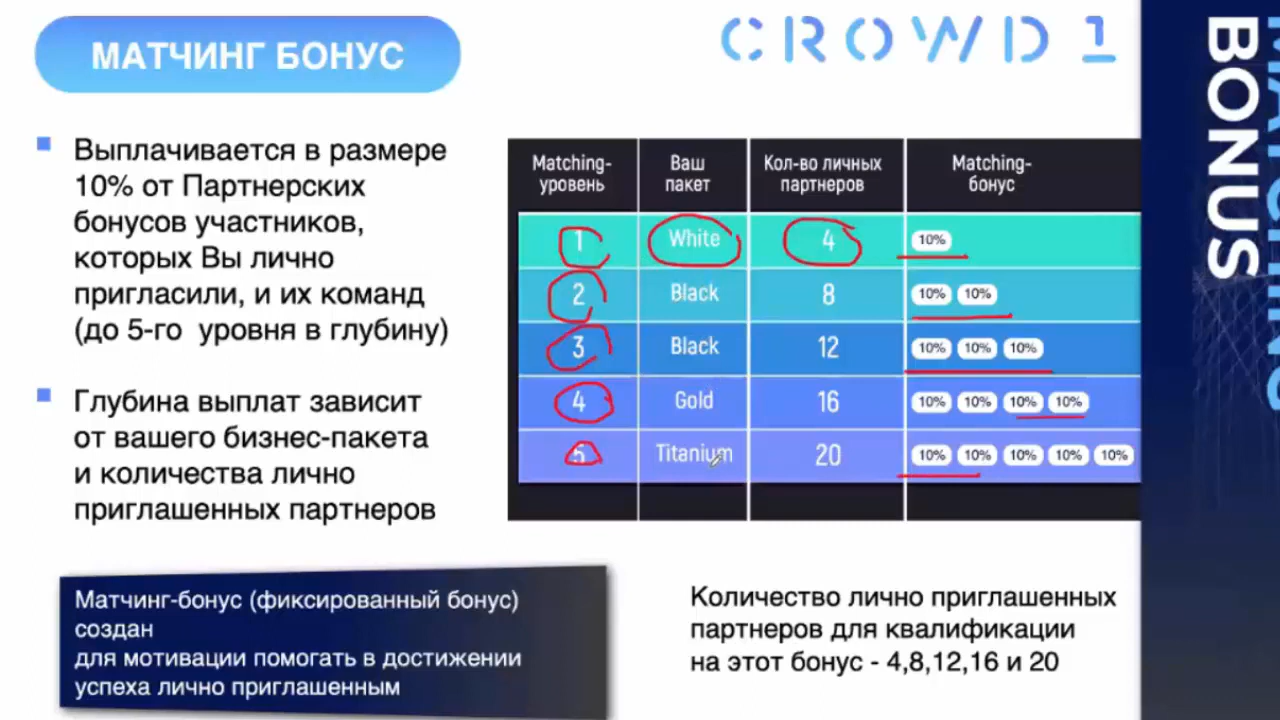 МАТЧИНГ БОНУС
CROWD 1
Выплачивается в размере
10% от Партнерских
бонусов участников,
которых Вы лично
пригласили, и их команд
(до 5-го уровня в глубину)
Глубина выплат зависит
от вашего бизнес-пакета
и количества лично
приглашенных партнеров
Matching-уровень Ваш пакет Кол-во личных партнеров Matching-бонус
1 White 4 10%
2 Black 8 10% 10%
3 Black 12 10% 10% 10%
4 Gold 16 10% 10% 10% 10%
5 Titanium 20 10% 10% 10% 10% 10%
Матчинг-бонус (фиксированный бонус)
создан
для мотивации помогать в достижении
успеха лично приглашенным
Количество лично приглашенных
партнеров для квалификации
на этот бонус - 4,8,12,16 и 20
BONUS
MATCHING